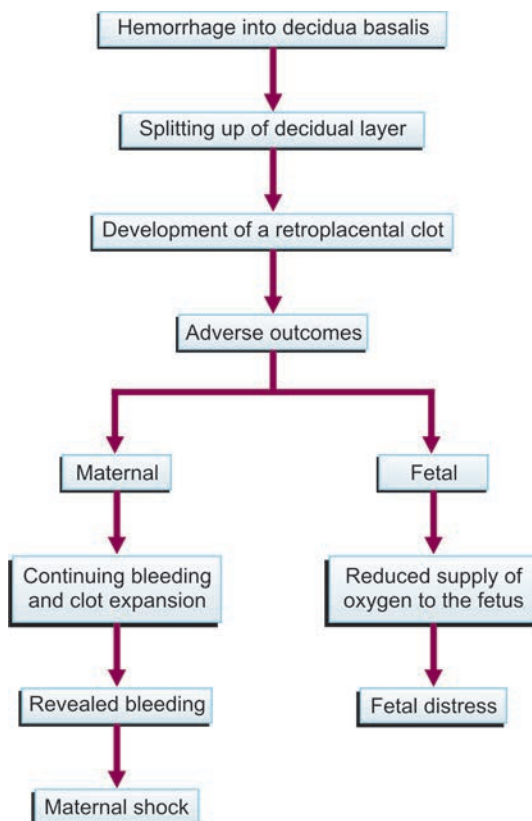 Hemorrhage into decidua basalis
Splitting up of decidual layer
Development of a retroplacental clot
Adverse outcomes
Maternal
Fetal
Continuing bleeding
and clot expansion
Reduced supply of
oxygen to the fetus
Revealed bleeding
Fetal distress
Maternal shock